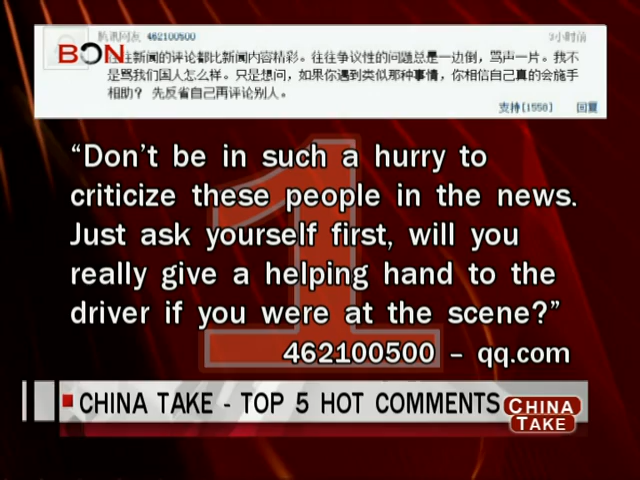 腾讯网友 462100500 3小时前
BON
往往新闻的评论都比新闻内容精彩。往往争议性的问题总是一边倒，骂声一片。我不
是骂我们国人怎么样。只是想问，如果你遇到类似那种事情，你相信自己真的会施手
相助？ 先反省自己再评论别人。
支持(1550) 回复
“Don’t be in such a hurry to
criticize these people in the news.
Just ask yourself first, will you
really give a helping hand to the
driver if you were at the scene?”
462100500 – qq.com
1
CHINA TAKE - TOP 5 HOT COMMENTS
CHINA
TAKE